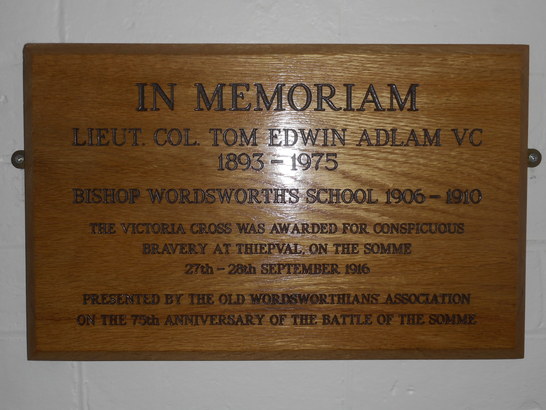 IN MEMORIAM
LIEUT. COL. TOM EDWIN ADLAM VC
1893 - 1975
BISHOP WORDSWORTH'S SCHOOL 1906 - 1910
THE VICTORIA CROSS WAS AWARDED FOR CONSPICUOUS
BRAVERY AT THIEPVAL, ON THE SOMME
27th - 28th SEPTEMBER 1916
PRESENTED BY THE OLD WORDSWORTHIANS ASSOCIATION
ON THE 75th ANNIVERSARY OF THE BATTLE OF THE SOMME